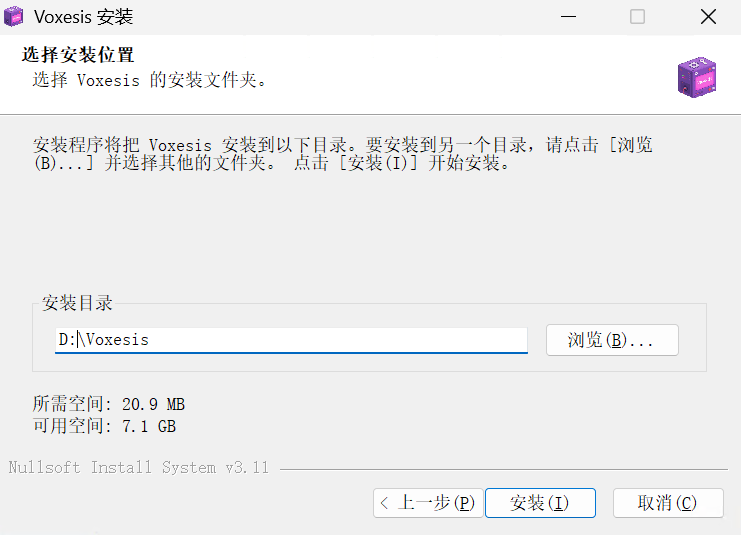 Voxesis 安装
选择安装位置
选择 Voxesis 的安装文件夹。
安装程序将把 Voxesis 安装到以下目录。要安装到另一个目录，请点击 [浏览
(B)...] 并选择其他的文件夹。 点击 [安装(I)] 开始安装。
安装目录
D:\Voxesis
浏览(B)...
所需空间: 20.9 MB
可用空间: 7.1 GB
Nullsoft Install System v3.11
< 上一步(P)
安装(I)
取消(C)